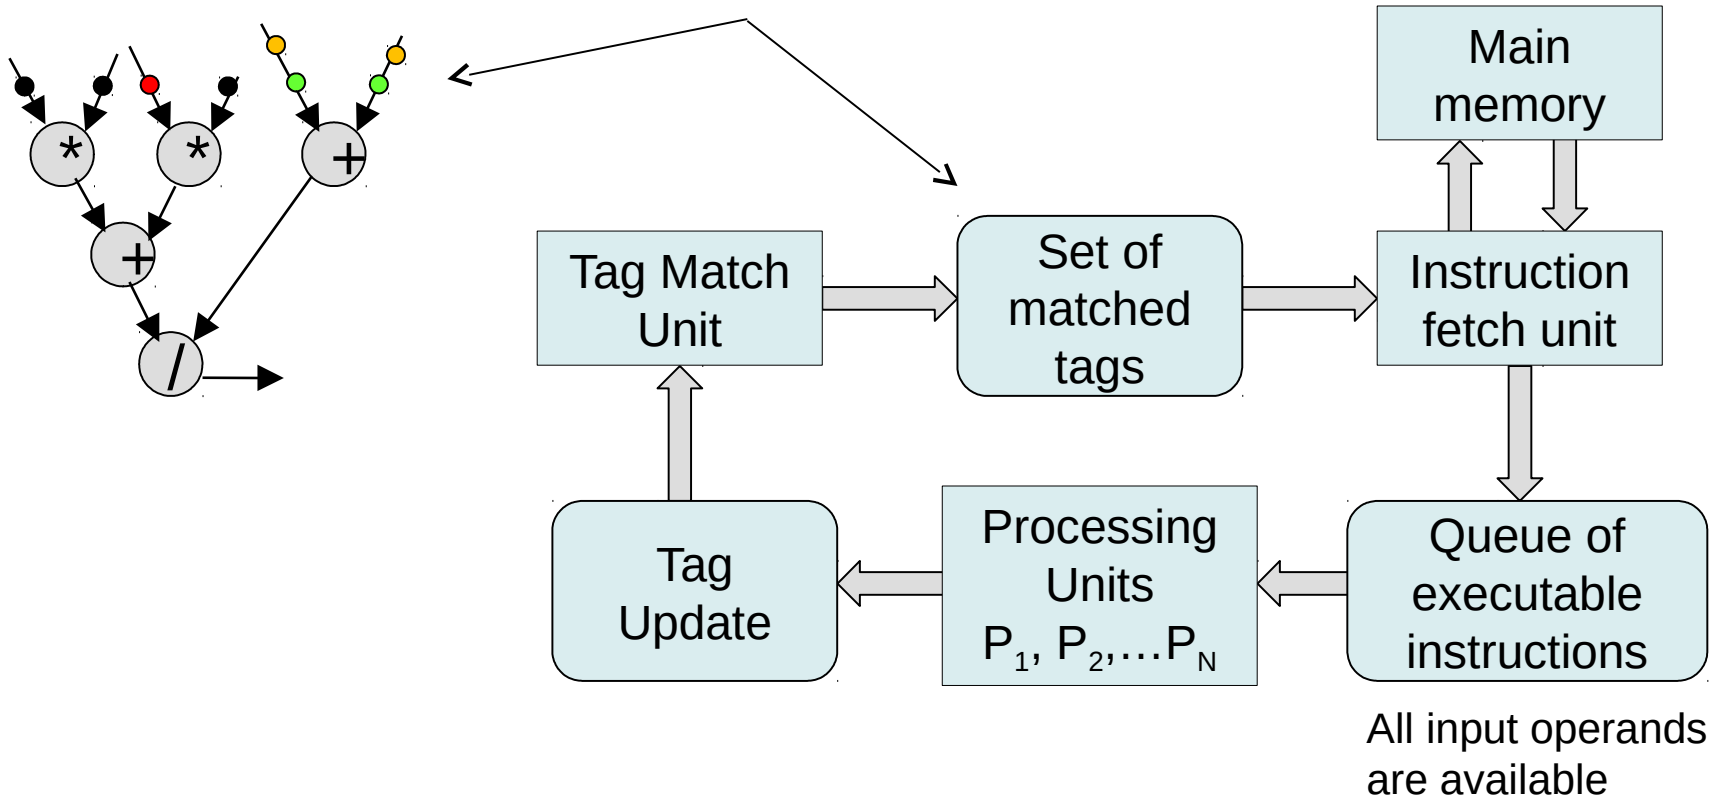 *
*
+
+
/
Main
memory
Tag Match
Unit
Set of
matched
tags
Instruction
fetch unit
Tag
Update
Processing
Units
P1, P2,…PN
Queue of
executable
instructions
All input operands
are available